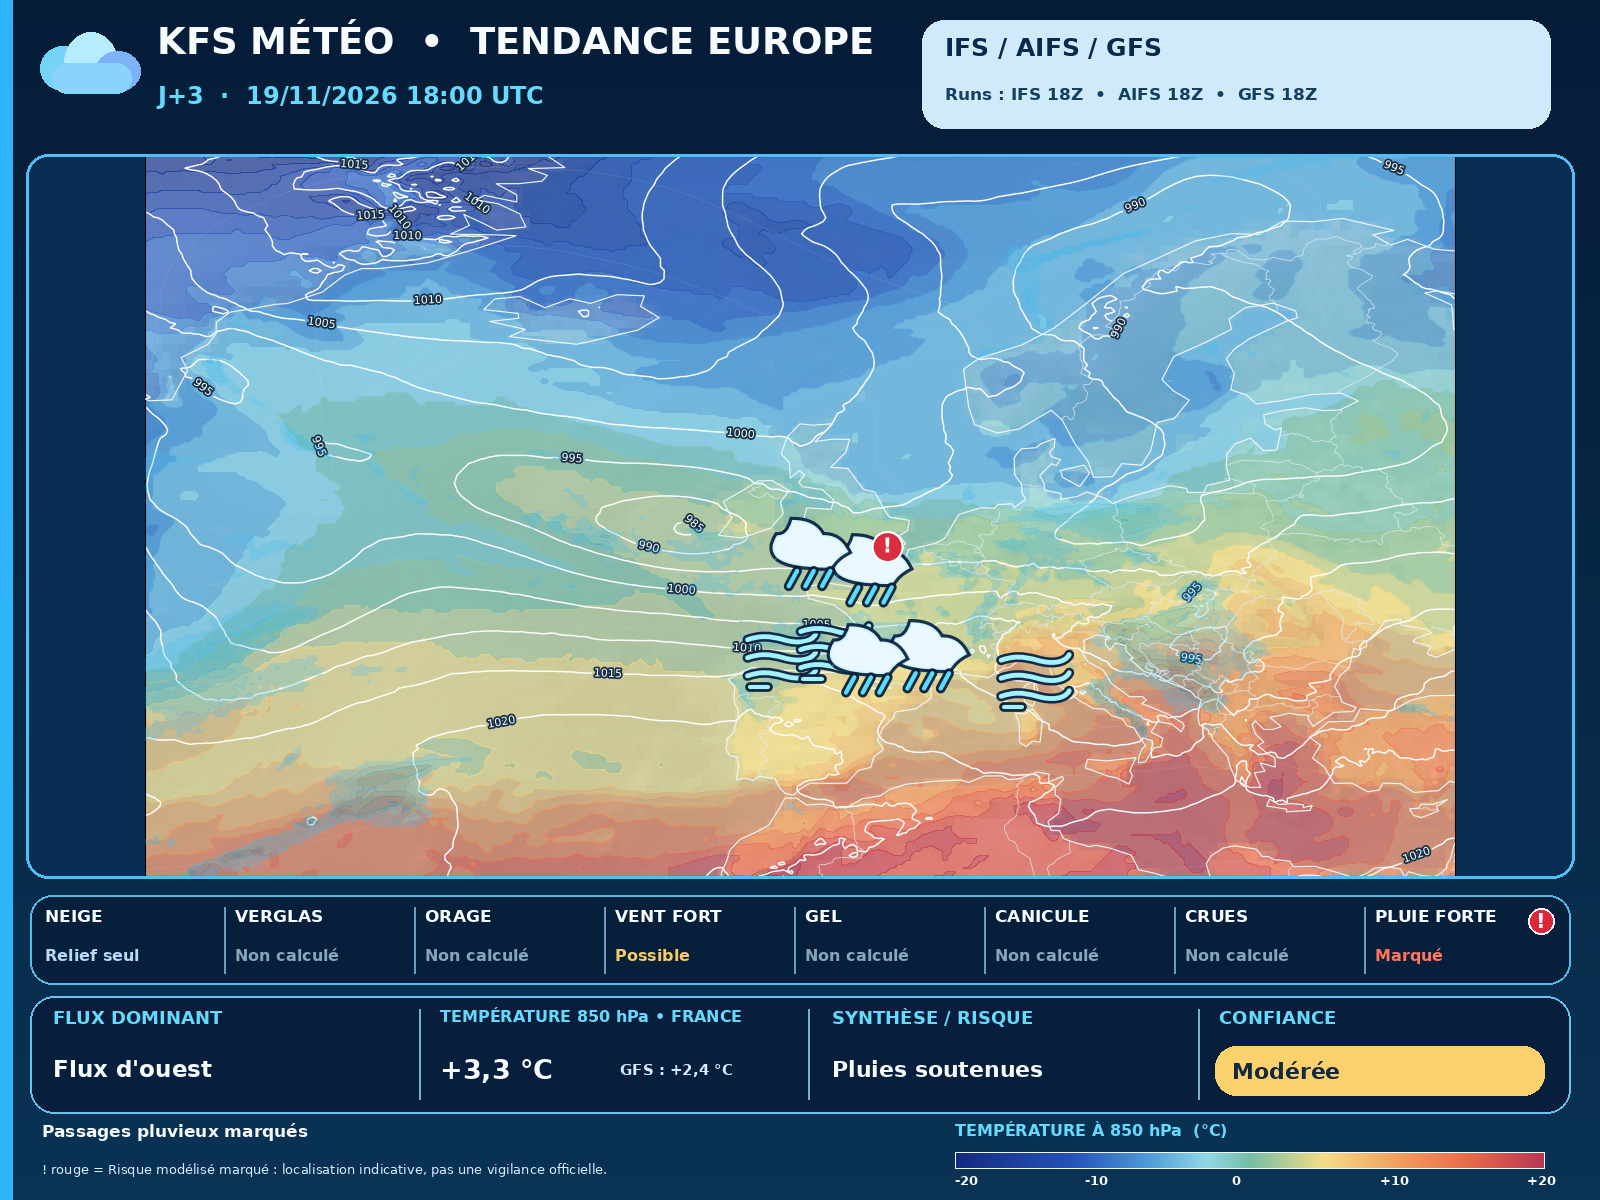 KFS MÉTÉO • TENDANCE EUROPE
J+3 · 19/11/2026 18:00 UTC
IFS / AIFS / GFS
Runs : IFS 18Z • AIFS 18Z • GFS 18Z
1015
995
1010
1015
1010
990
1010
1010
1005
990
995
1000
995
995
985
990
1000
995
1005
1010
995
1015
1020
1020
NEIGE
Relief seul
VERGLAS
Non calculé
ORAGE
Non calculé
VENT FORT
Possible
GEL
Non calculé
CANICULE
Non calculé
CRUES
Non calculé
PLUIE FORTE
!
Marqué
FLUX DOMINANT
Flux d'ouest
TEMPÉRATURE 850 hPa • FRANCE
+3,3 °C
GFS : +2,4 °C
SYNTHÈSE / RISQUE
Pluies soutenues
CONFIANCE
Modérée
Passages pluvieux marqués
! rouge = Risque modélisé marqué : localisation indicative, pas une vigilance officielle.
TEMPÉRATURE À 850 hPa (°C)
-20 -10 0 +10 +20